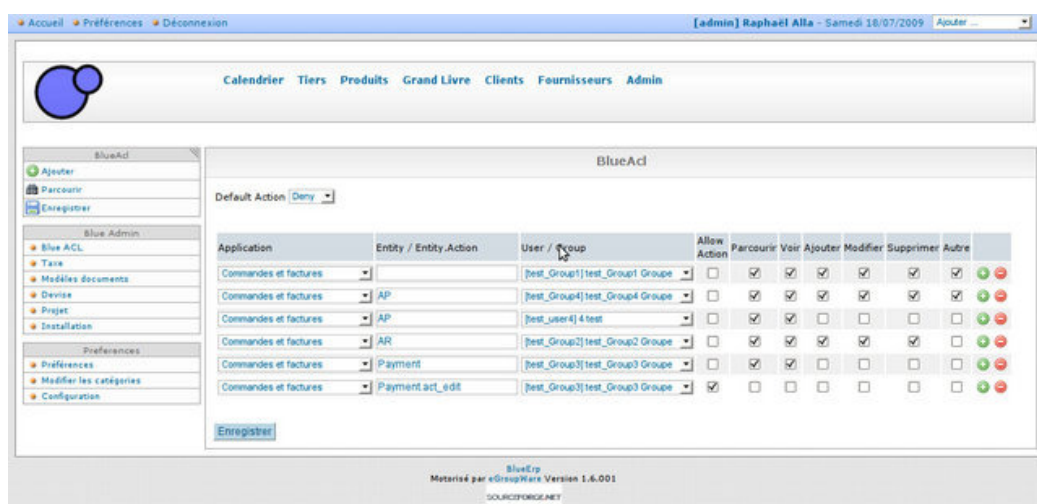 Accueil Préférences Déconnexion [admin] Raphaël Alla - Samedi 18/07/2009 Ajouter ...
Calendrier Tiers Produits Grand Livre Clients Fournisseurs Admin
BlueAcl
Ajouter
Parcourir
Enregistrer
Blue Admin
Blue ACL
Taxe
Modèles documents
Devise
Projet
Installation
Preferences
Préférences
Modifier les catégories
Configuration
BlueAcl
Default Action Deny
Application Entity / Entity.Action User / Group Allow Action Parcourir Voir Ajouter Modifier Supprimer Autre
Commandes et factures [test_Group1] test_Group1 Groupe
Commandes et factures AP [test_Group4] test_Group4 Groupe
Commandes et factures AP [test_user4] 4 test
Commandes et factures AR [test_Group2] test_Group2 Groupe
Commandes et factures Payment [test_Group3] test_Group3 Groupe
Commandes et factures Payment.act_edit [test_Group3] test_Group3 Groupe
Enregistrer
BlueErp
Motorisé par eGroupWare Version 1.6.001
SOURCEFORGE.NET